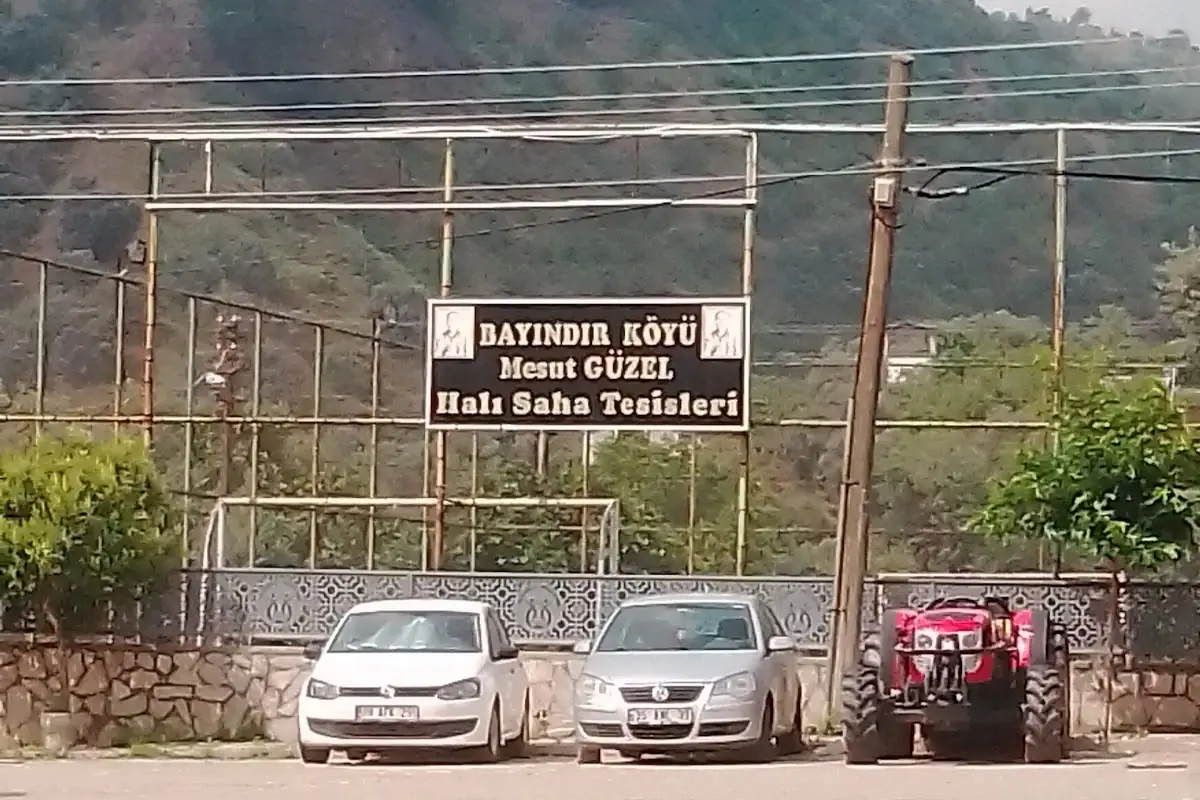 BAYINDIR KÖYÜ
Mesut GÜZEL
Halı Saha Tesisleri